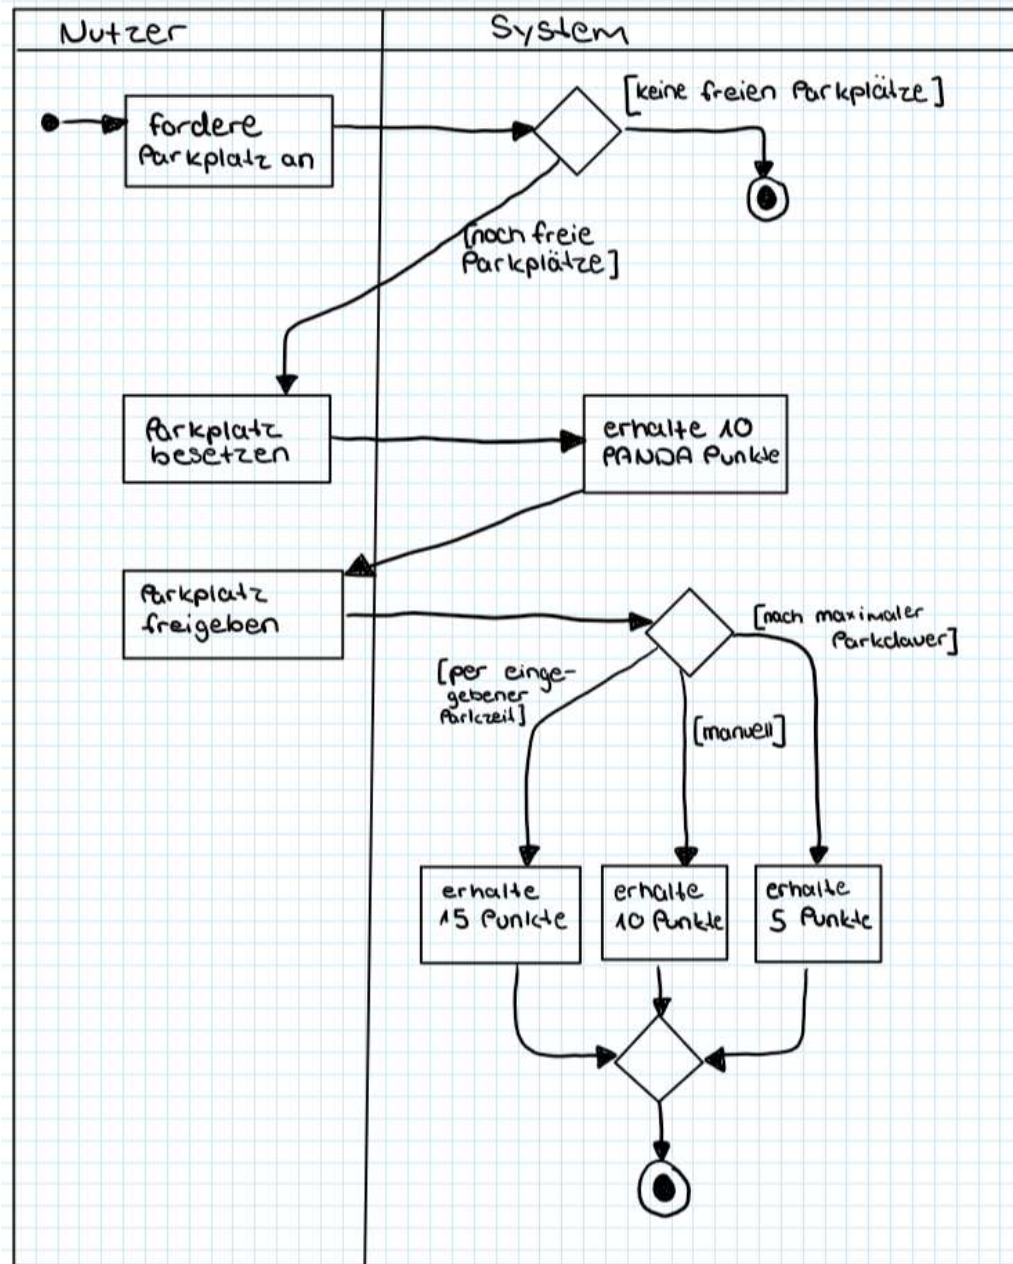 Nutzer
System
fordere
Parkplatz an
[keine freien Parkplätze]
[noch freie
Parkplätze]
Parkplatz
besetzen
erhalte 10
PANDA Punkte
Parkplatz
freigeben
[nach maximaler
Parkdauer]
[per einge-
gebener
Parkzeit]
[manuell]
erhalte
15 Punkte
erhalte
10 Punkte
erhalte
5 Punkte